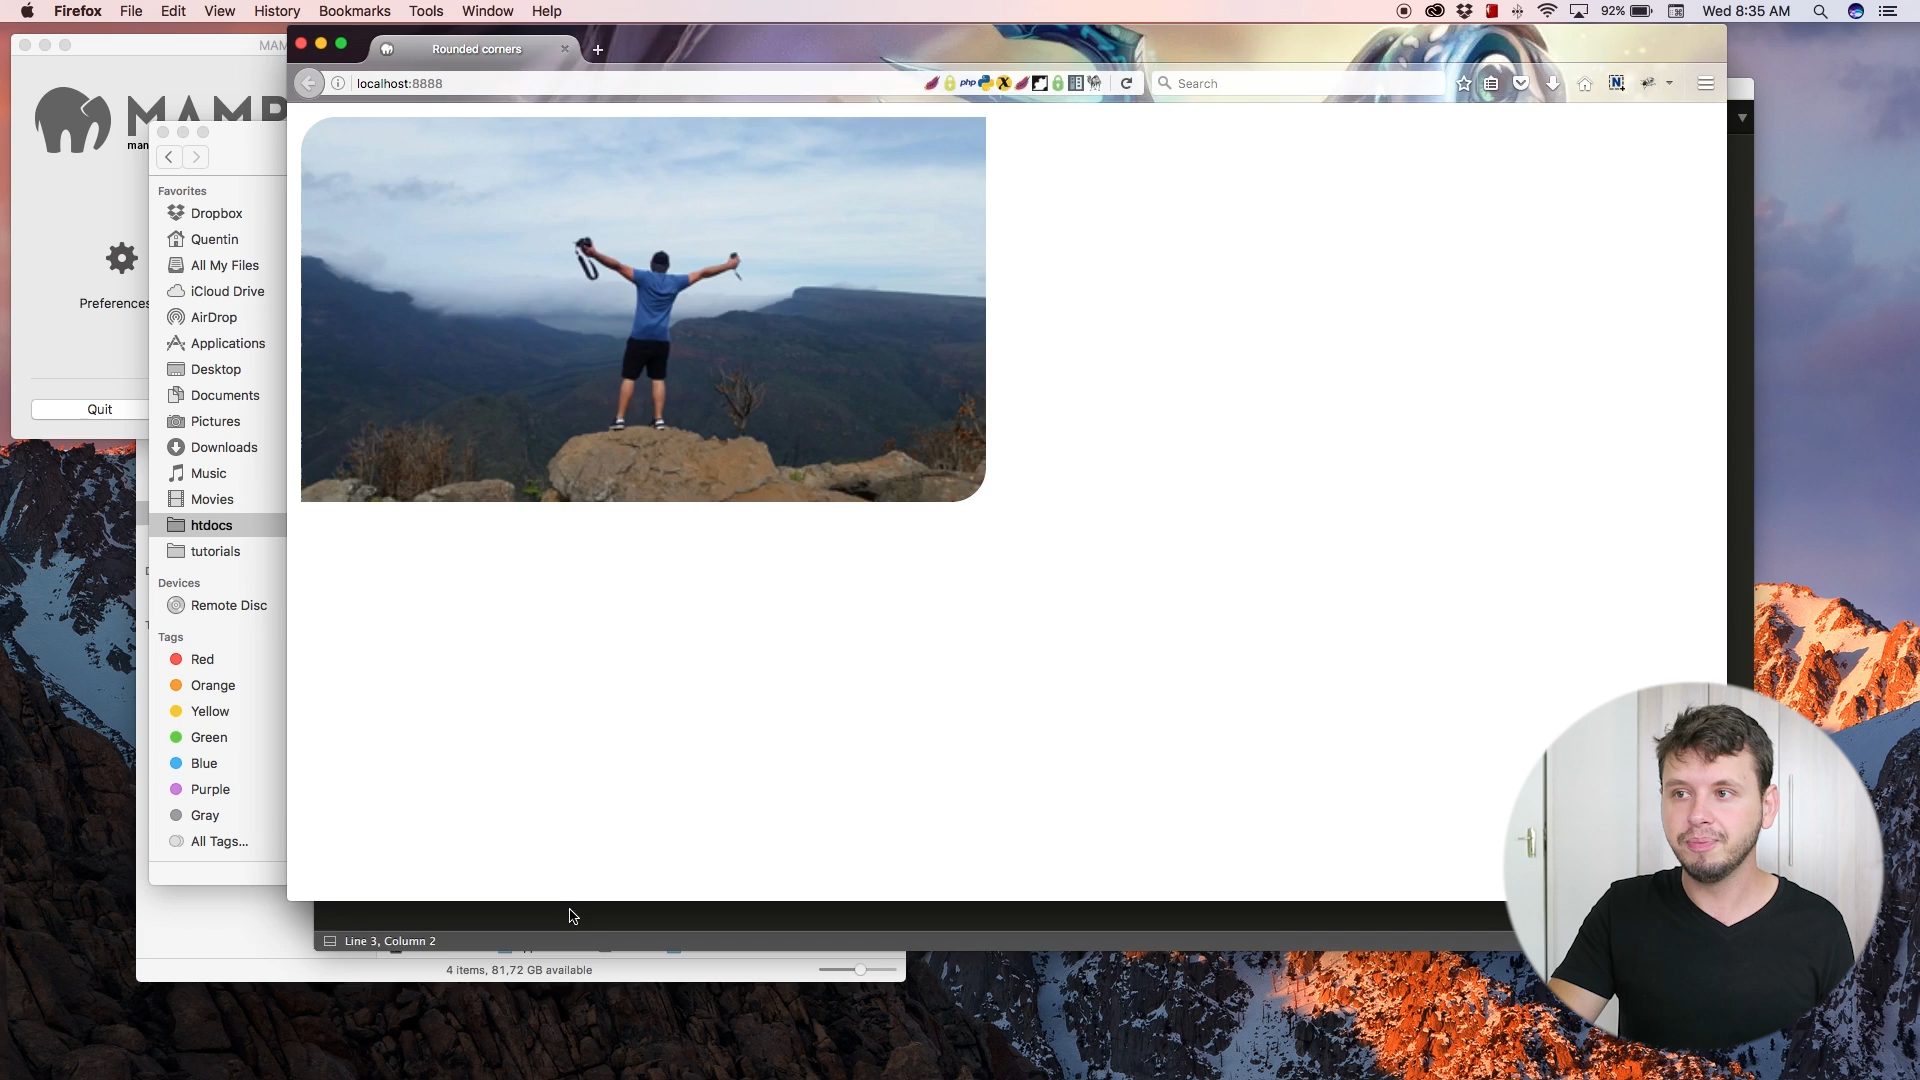 Firefox File Edit View History Bookmarks Tools Window Help
92% Wed 8:35 AM
Rounded corners
localhost:8888
php
Search
MAMP
Preferences
Quit
Favorites
Dropbox
Quentin
All My Files
iCloud Drive
AirDrop
Applications
Desktop
Documents
Pictures
Downloads
Music
Movies
htdocs
tutorials
Devices
Remote Disc
Tags
Red
Orange
Yellow
Green
Blue
Purple
Gray
All Tags...
Line 3, Column 2
4 items, 81,72 GB available